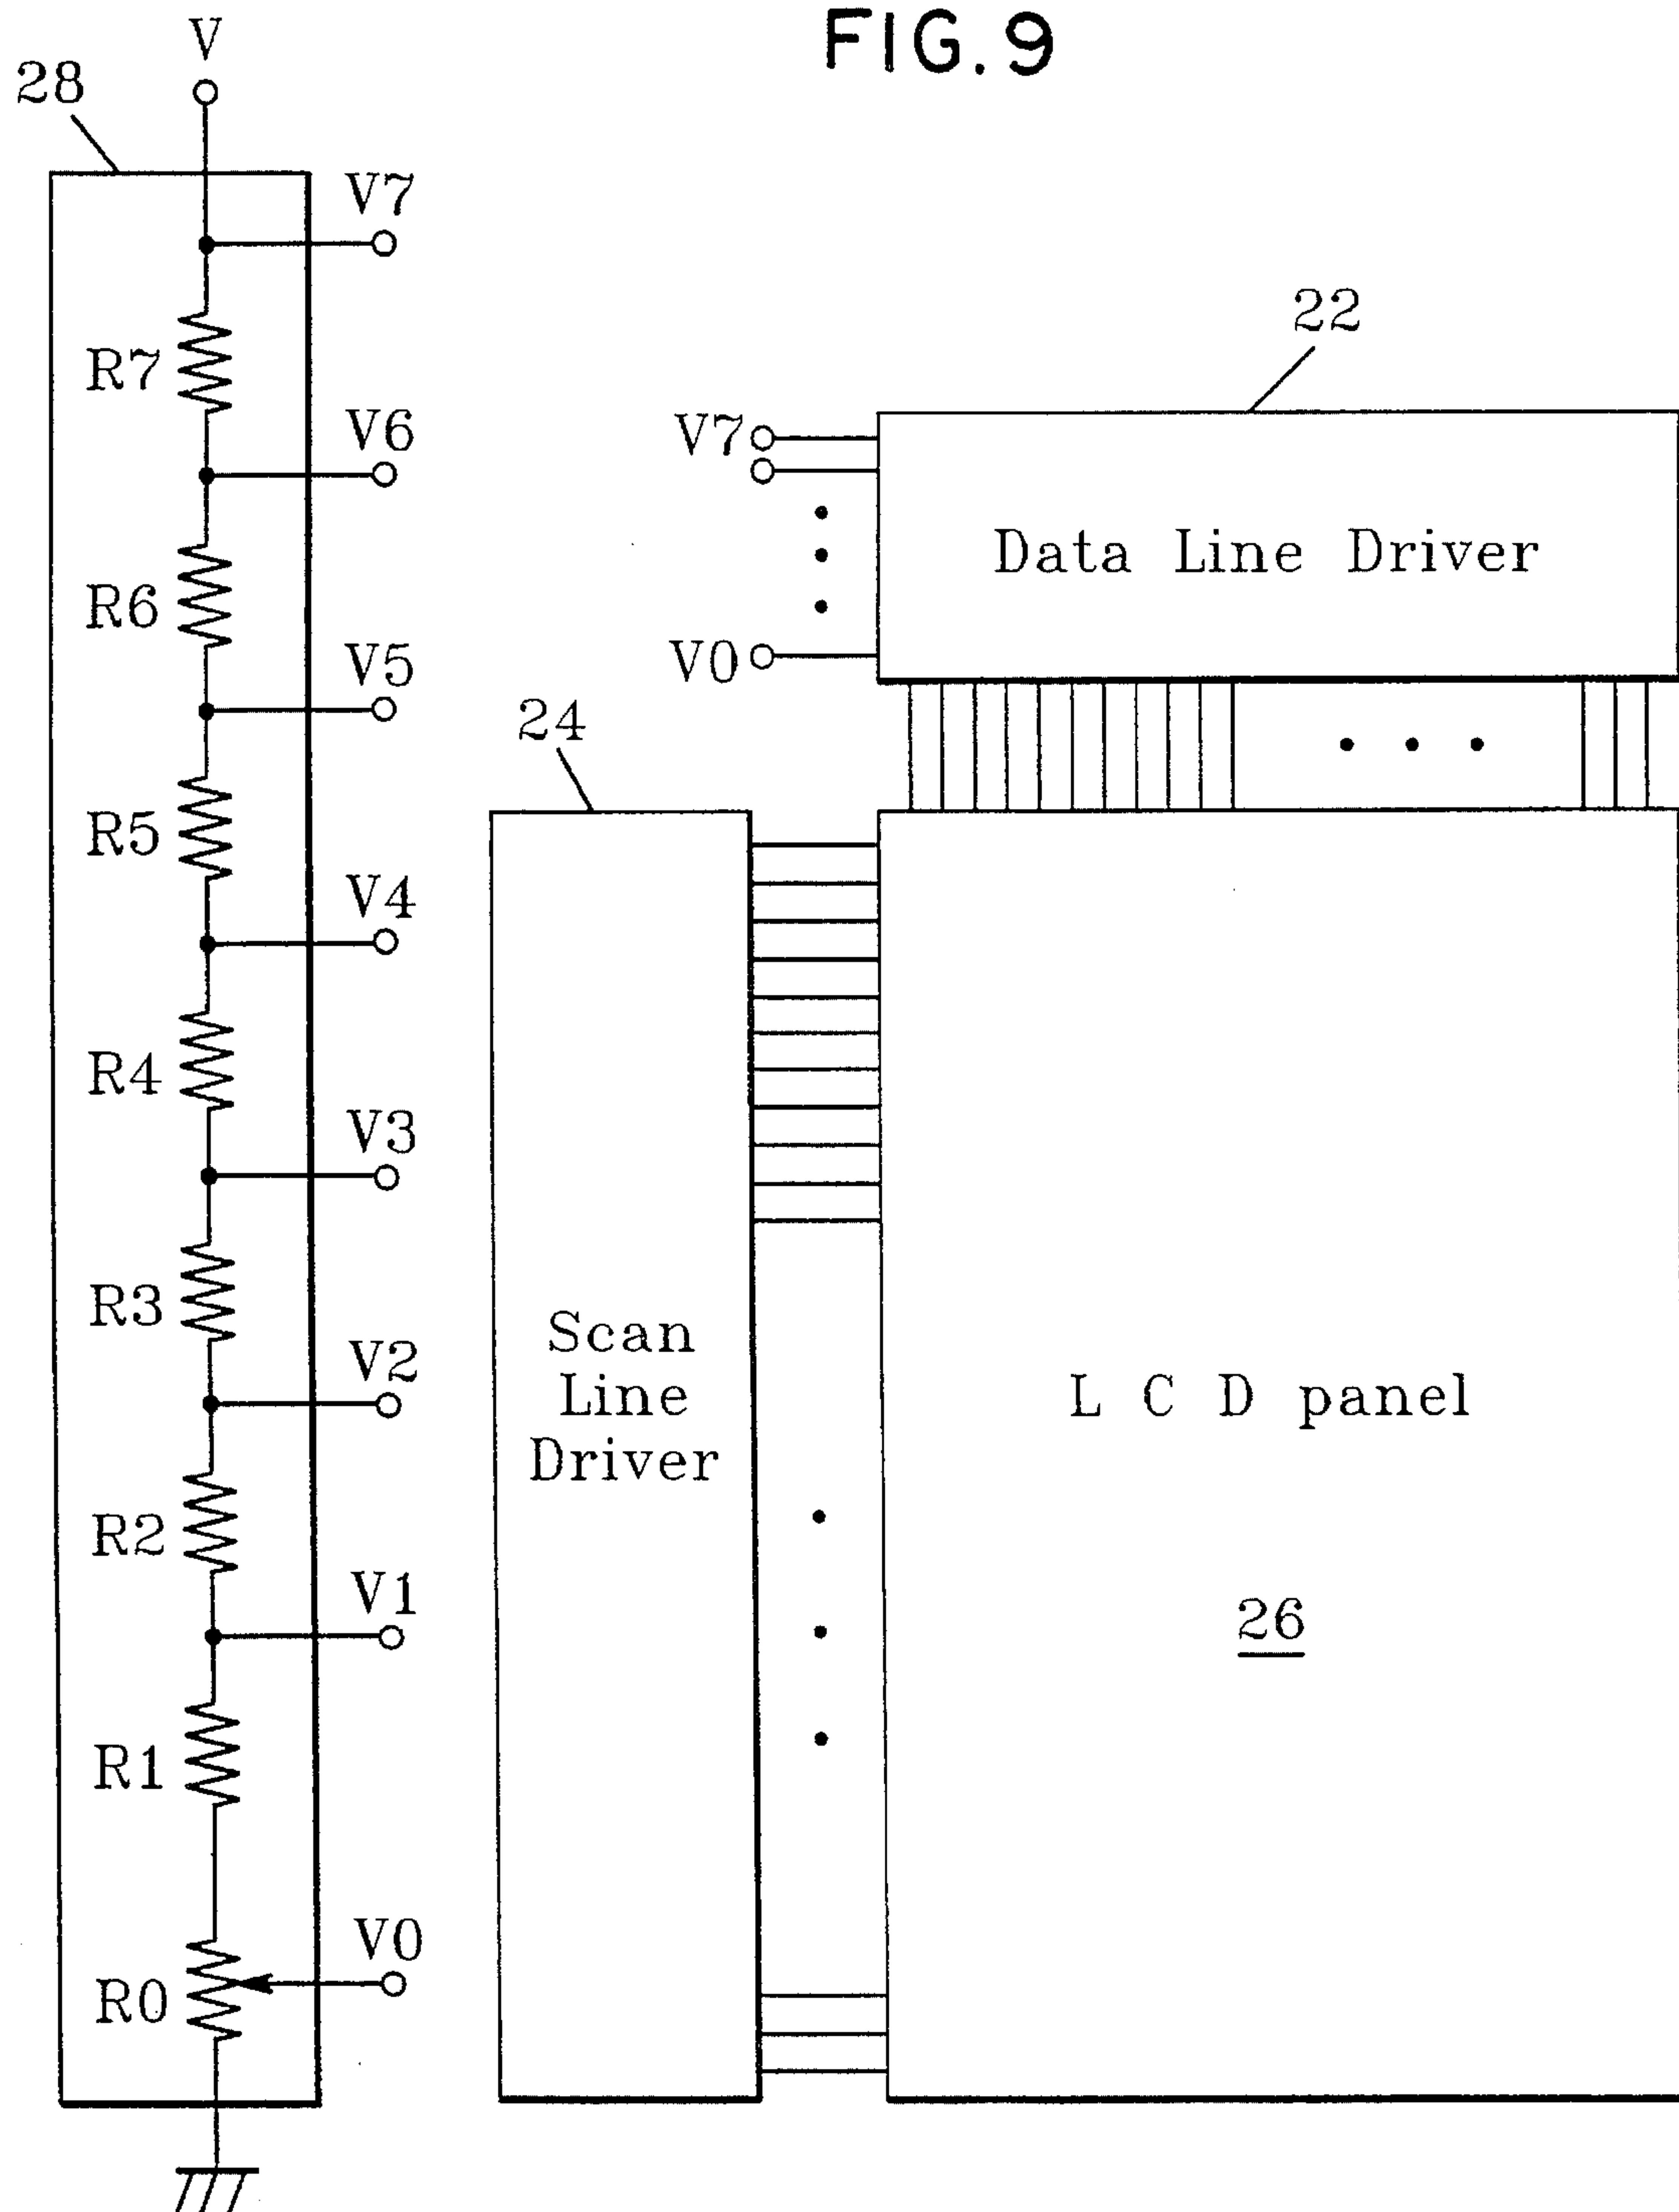 FIG. 9
V
28
V7
R7
V6
R6
V5
R5
V4
R4
V3
R3
V2
R2
V1
R1
V0
R0
22
V7
V0
Data Line Driver
24
Scan
Line
Driver
L C D panel
26